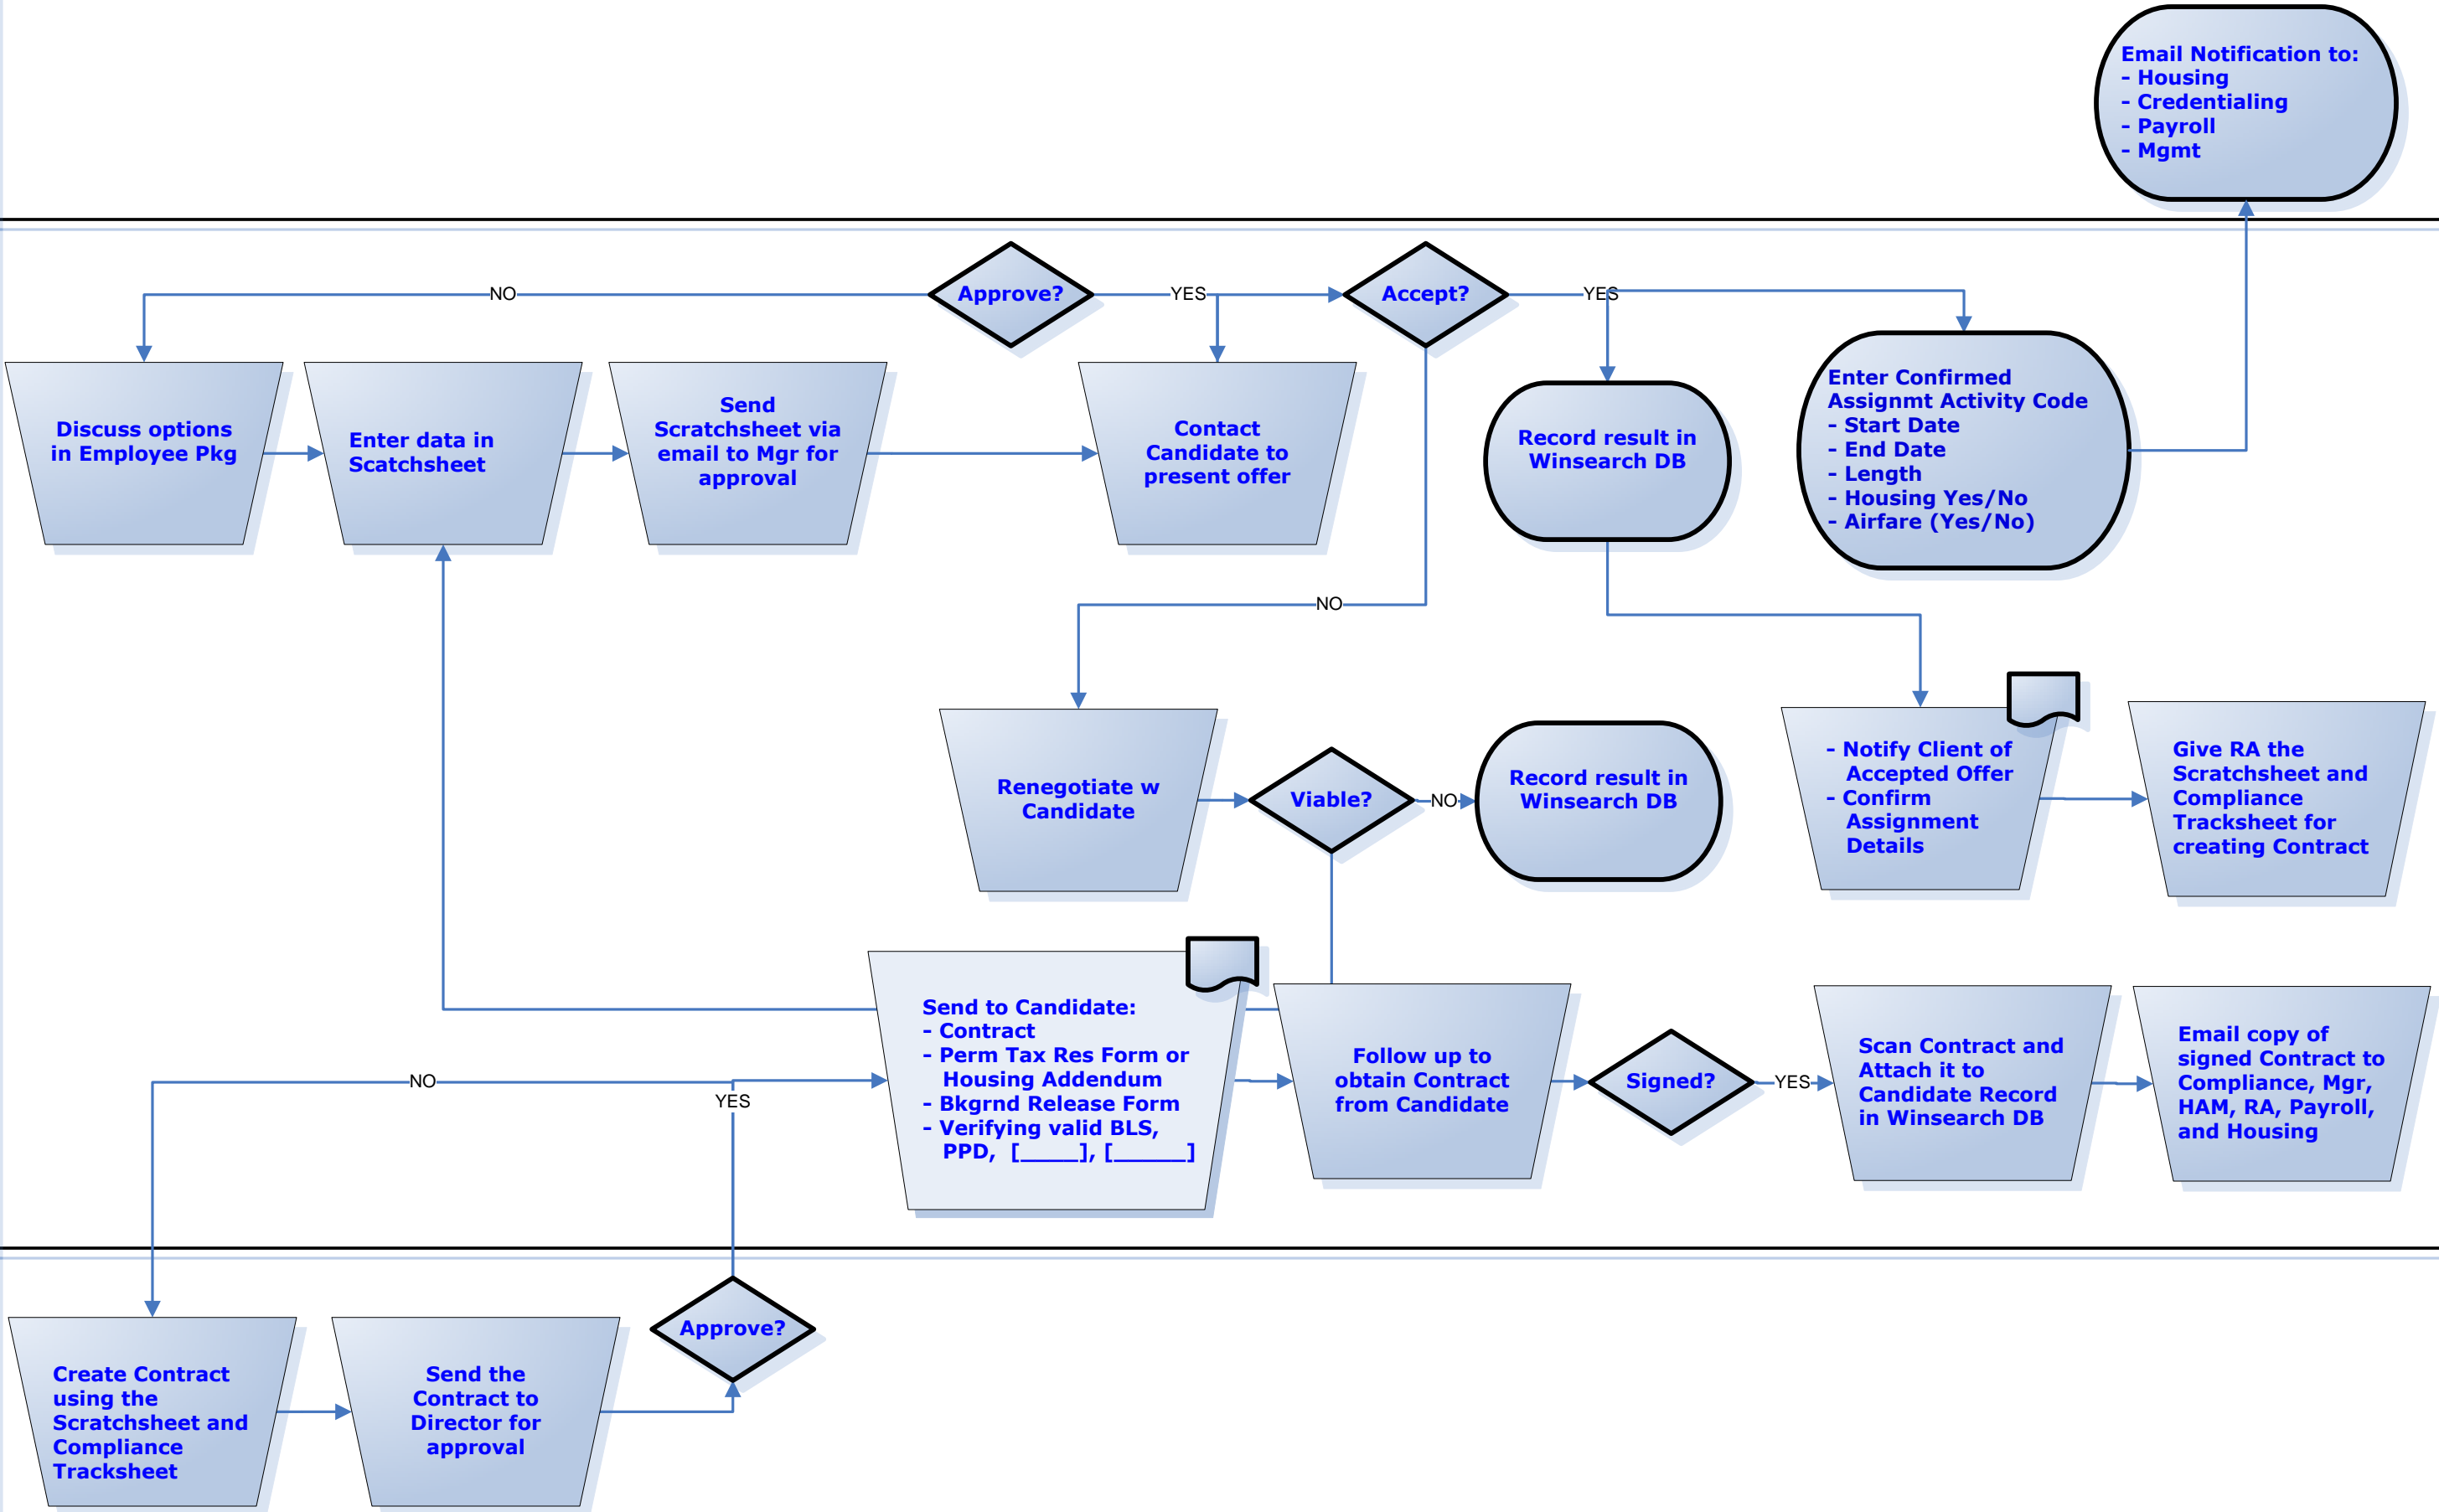 Email Notification to:
- Housing
- Credentialing
- Payroll
- Mgmt
NO
Approve?
YES
Accept?
YES
Discuss options
in Employee Pkg
Enter data in
Scatchsheet
Send
Scratchsheet via
email to Mgr for
approval
Contact
Candidate to
present offer
Record result in
Winsearch DB
Enter Confirmed
Assignmt Activity Code
- Start Date
- End Date
- Length
- Housing Yes/No
- Airfare (Yes/No)
NO
Renegotiate w
Candidate
Viable?
NO
Record result in
Winsearch DB
- Notify Client of
Accepted Offer
- Confirm
Assignment
Details
Give RA the
Scratchsheet and
Compliance
Tracksheet for
creating Contract
NO
YES
Send to Candidate:
- Contract
- Perm Tax Res Form or
Housing Addendum
- Bkgrnd Release Form
- Verifying valid BLS,
PPD, [_____], [______]
Follow up to
obtain Contract
from Candidate
Signed?
YES
Scan Contract and
Attach it to
Candidate Record
in Winsearch DB
Email copy of
signed Contract to
Compliance, Mgr,
HAM, RA, Payroll,
and Housing
Create Contract
using the
Scratchsheet and
Compliance
Tracksheet
Send the
Contract to
Director for
approval
Approve?